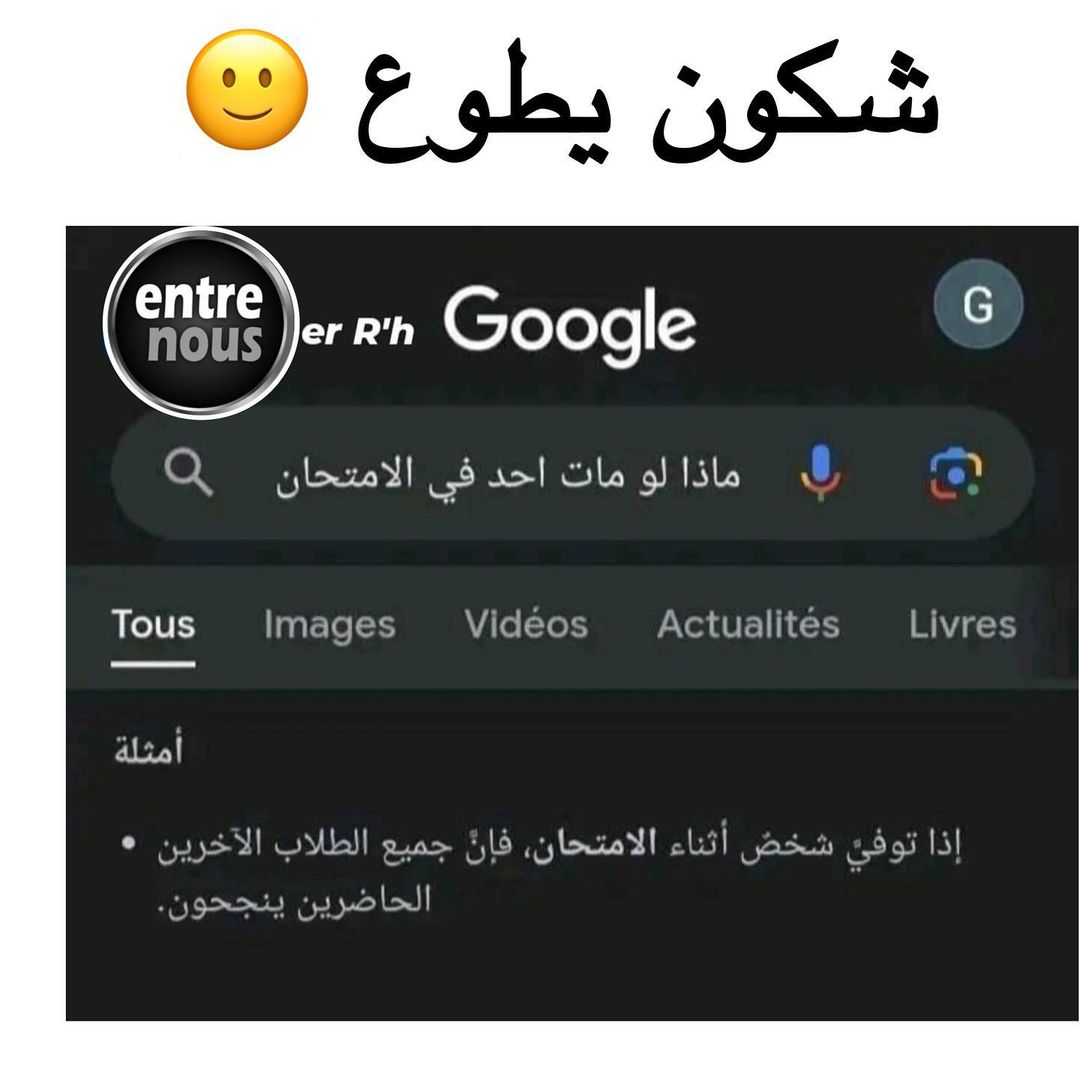 شكون يطوع 🙂
entre
nous
er R'h
Google
G
ماذا لو مات احد في الامتحان
Tous Images Vidéos Actualités Livres
أمثلة
• إذا توفيَّ شخصٌ أثناء الامتحان، فإنَّ جميع الطلاب الآخرين
الحاضرين ينجحون.